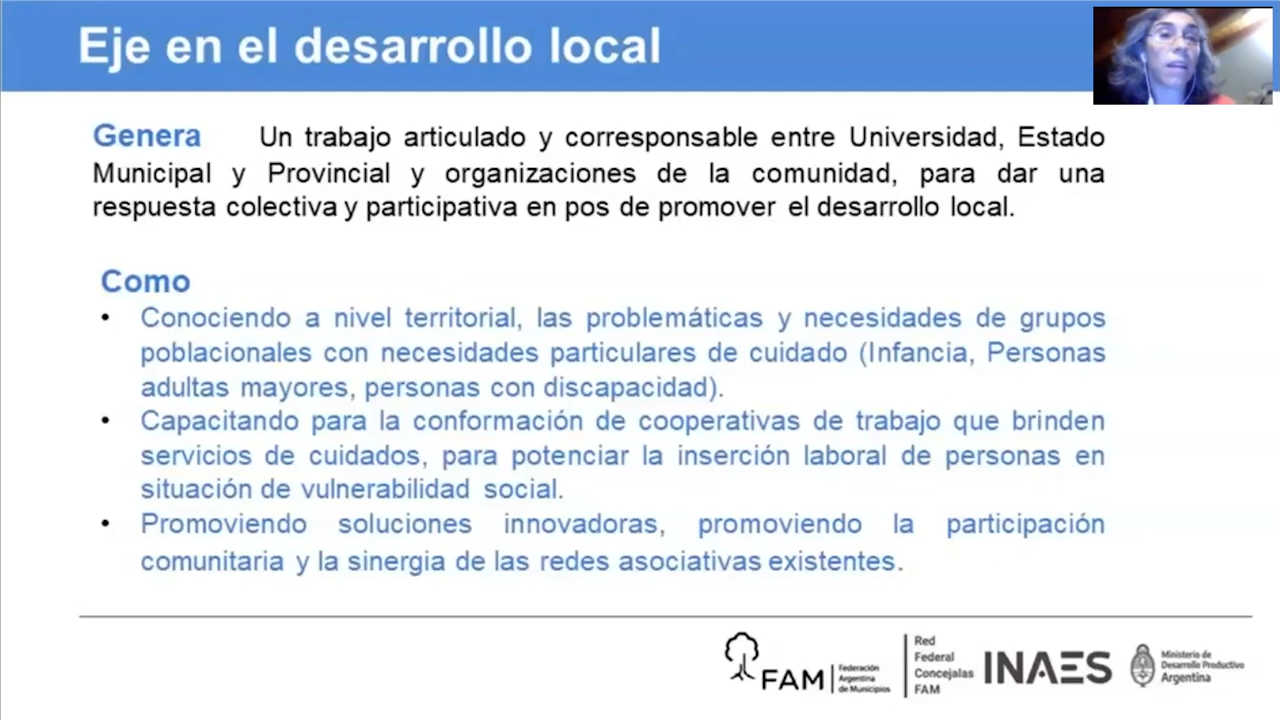 Eje en el desarrollo local
Genera Un trabajo articulado y corresponsable entre Universidad, Estado
Municipal y Provincial y organizaciones de la comunidad, para dar una
respuesta colectiva y participativa en pos de promover el desarrollo local.
Como
• Conociendo a nivel territorial, las problemáticas y necesidades de grupos
poblacionales con necesidades particulares de cuidado (Infancia, Personas
adultas mayores, personas con discapacidad).
• Capacitando para la conformación de cooperativas de trabajo que brinden
servicios de cuidados, para potenciar la inserción laboral de personas en
situación de vulnerabilidad social.
• Promoviendo soluciones innovadoras, promoviendo la participación
comunitaria y la sinergia de las redes asociativas existentes.
FAM
Federación
Argentina
de Municipios
Red
Federal
Concejalas
FAM
INAES
Ministerio de
Desarrollo Productivo
Argentina